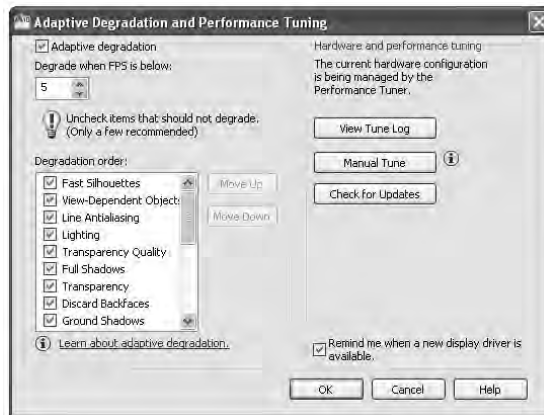 Adaptive Degradation and Performance Tuning
Adaptive degradation
Degrade when FPS is below:
5
Uncheck items that should not degrade.
(Only a few recommended)
Degradation order:
Fast Silhouettes
View-Dependent Objects
Line Antialiasing
Lighting
Transparency Quality
Full Shadows
Transparency
Discard Backfaces
Ground Shadows
Move Up
Move Down
Learn about adaptive degradation.
Hardware and performance tuning
The current hardware configuration
is being managed by the
Performance Tuner.
View Tune Log
Manual Tune
Check for Updates
Remind me when a new display driver is
available.
OK
Cancel
Help